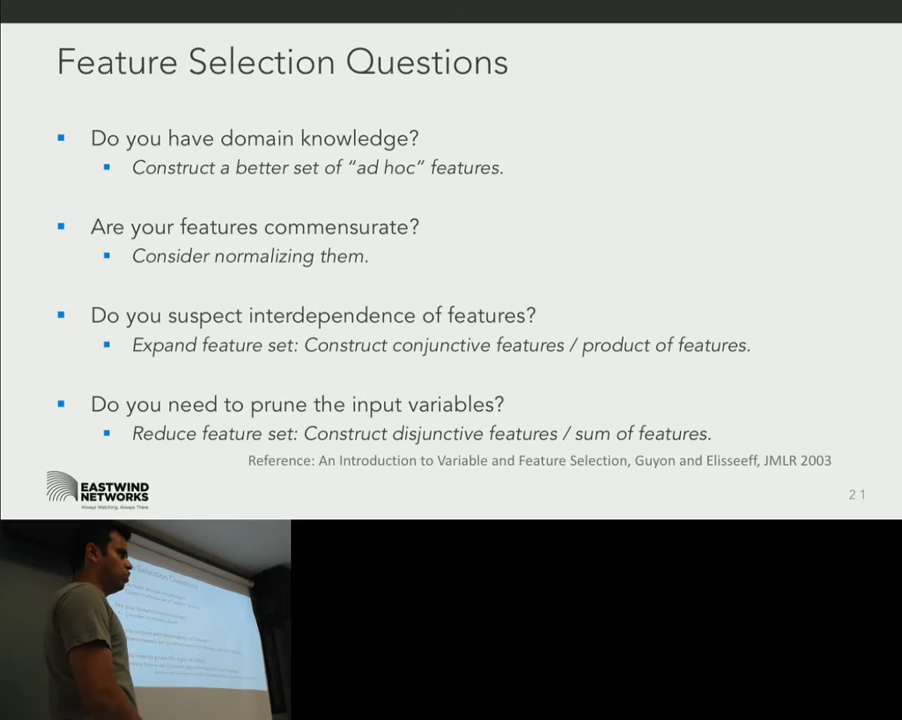 Feature Selection Questions
Do you have domain knowledge?
Construct a better set of “ad hoc” features.
Are your features commensurate?
Consider normalizing them.
Do you suspect interdependence of features?
Expand feature set: Construct conjunctive features / product of features.
Do you need to prune the input variables?
Reduce feature set: Construct disjunctive features / sum of features.
Reference: An Introduction to Variable and Feature Selection, Guyon and Elisseeff, JMLR 2003
EASTWIND
NETWORKS
Always Watching. Always There.
21
Selection Questions